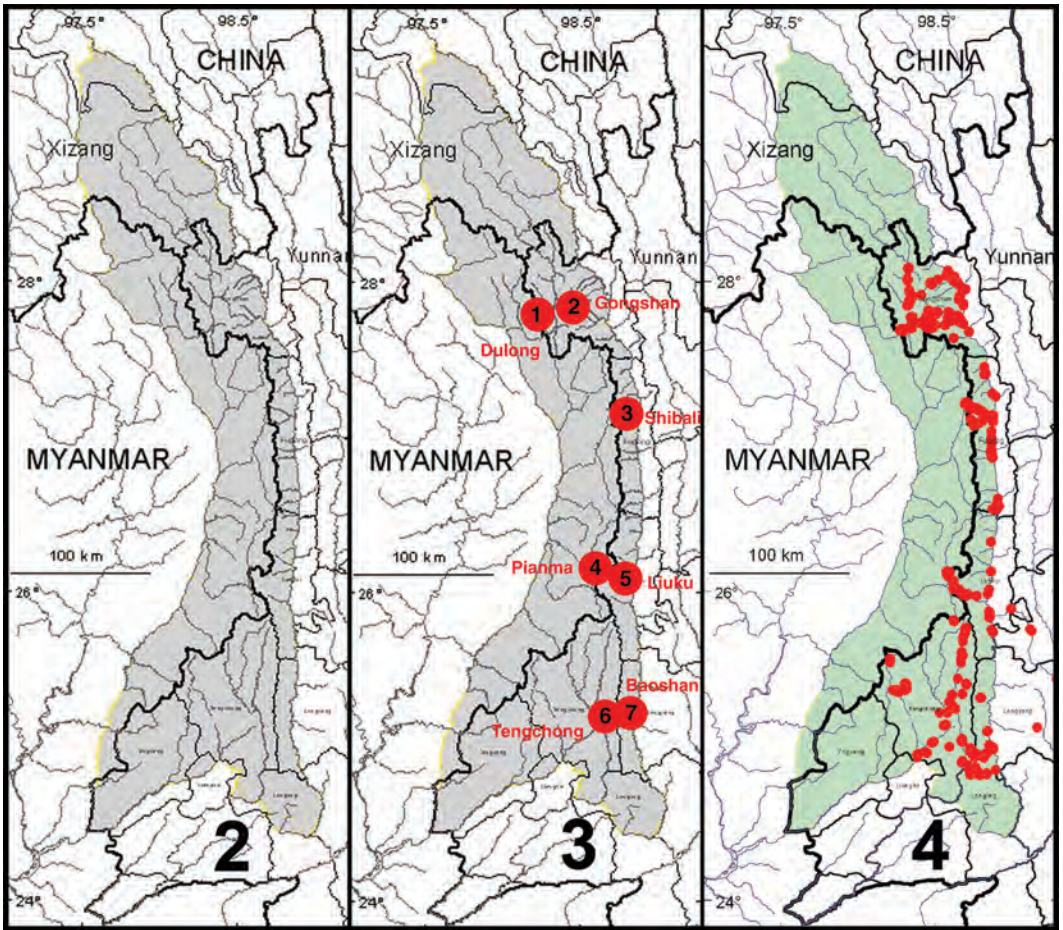 97.5°
98.5°
CHINA
Xizang
Yunnan
28°
MYANMAR
100 km
26°
24°
2
97.5°
98.5°
CHINA
Xizang
Yunnan
28°
1
2
Gongshan
Dulong
3
Shibali
MYANMAR
100 km
Pianma
4
5
Liuku
26°
Baoshan
6
7
Tengchong
24°
3
97.5°
98.5°
CHINA
Xizang
Yunnan
28°
MYANMAR
100 km
26°
24°
4